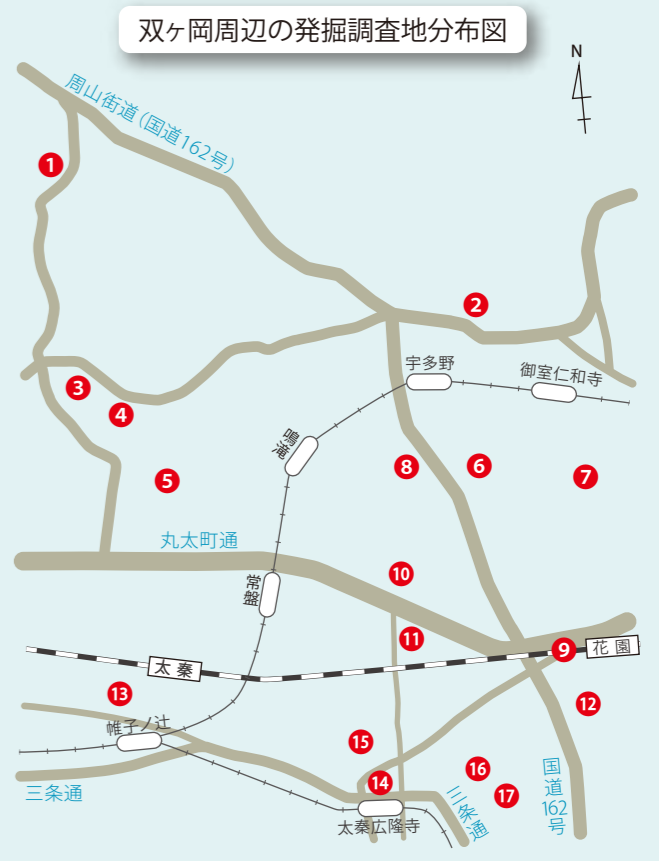 双ヶ岡周辺の発掘調査地分布図
N
周山街道（国道162号）
1
2
宇多野
御室仁和寺
3
4
鳴滝
5
8
6
7
丸太町通
10
常盤
11
9
花園
太秦
13
12
帷子ノ辻
15
16
14
17
三条通
三条通
国道162号
太秦広隆寺